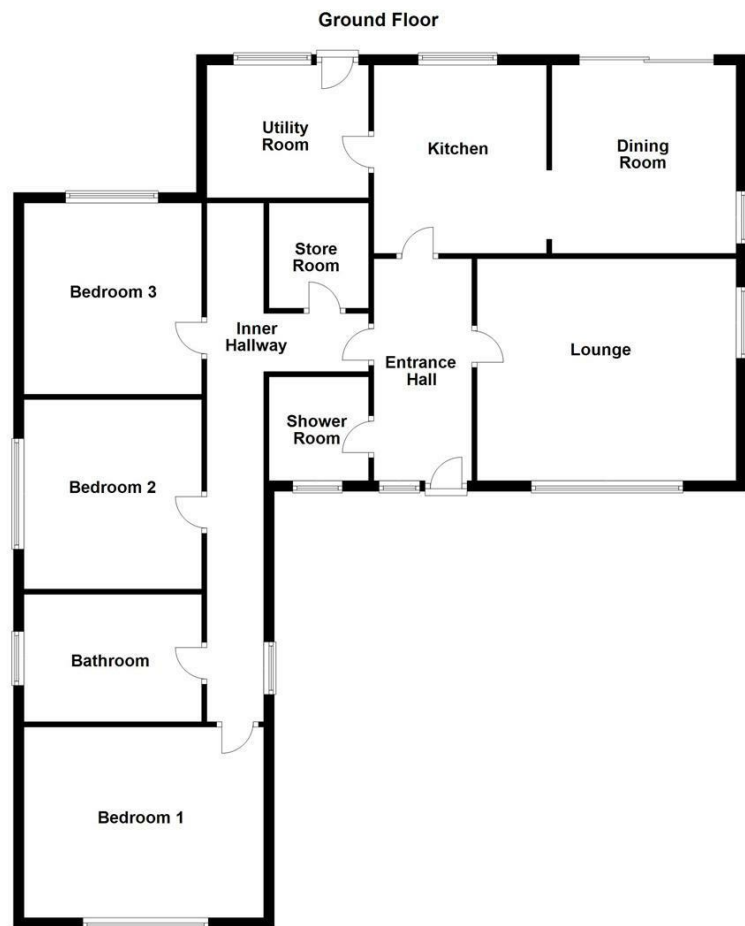 Ground Floor
Utility
Room
Kitchen
Dining
Room
Store
Room
Bedroom 3
Inner
Hallway
Entrance
Hall
Lounge
Shower
Room
Bedroom 2
Bathroom
Bedroom 1